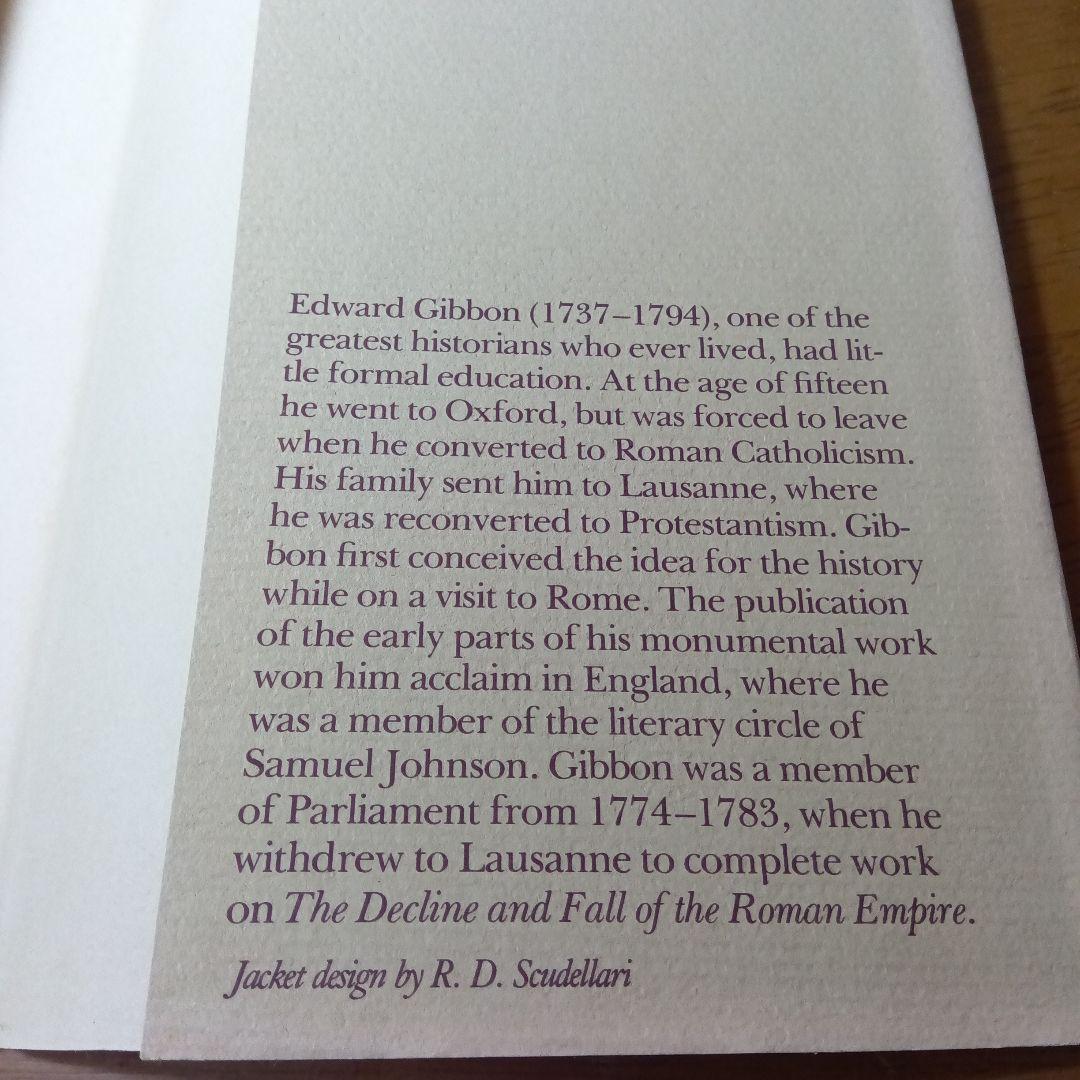 Edward Gibbon (1737–1794), one of the
greatest historians who ever lived, had lit-
tle formal education. At the age of fifteen
he went to Oxford, but was forced to leave
when he converted to Roman Catholicism.
His family sent him to Lausanne, where
he was reconverted to Protestantism. Gib-
bon first conceived the idea for the history
while on a visit to Rome. The publication
of the early parts of his monumental work
won him acclaim in England, where he
was a member of the literary circle of
Samuel Johnson. Gibbon was a member
of Parliament from 1774–1783, when he
withdrew to Lausanne to complete work
on The Decline and Fall of the Roman Empire.
Jacket design by R. D. Scudellari